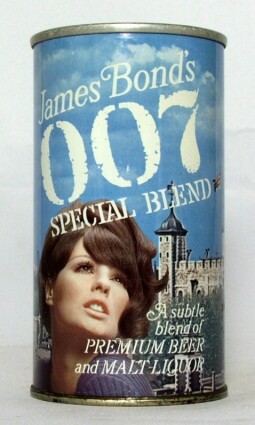 James Bond's
007
SPECIAL BLEND
A subtle
blend of
PREMIUM BEER
and MALT LIQUOR